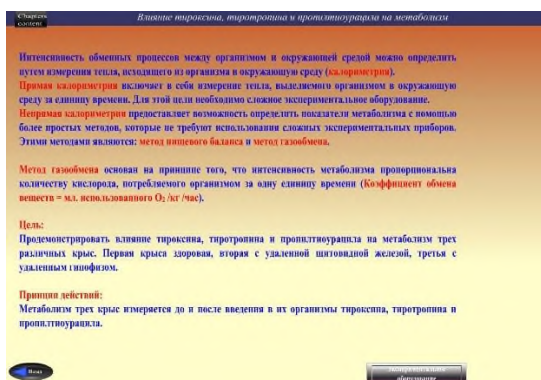 Chapters
content
Влияние тироксина, тиротропина и пропилтиоурацила на метаболизм
Интенсивность обменных процессов между организмом и окружающей средой можно определить
путем измерения тепла, исходящего из организма в окружающую среду (калориметрия).
Прямая калориметрия включает в себя измерение тепла, выделяемого организмом в окружающую
среду за единицу времени. Для этой цели необходимо сложное экспериментальное оборудование.
Непрямая калориметрия предоставляет возможность определить показатели метаболизма с помощью
более простых методов, которые не требуют использования сложных экспериментальных приборов.
Этими методами являются: метод пищевого баланса и метод газообмена.
Метод газообмена основан на принципе того, что интенсивность метаболизма пропорциональна
количеству кислорода, потребляемого организмом за одну единицу времени (Коэффициент обмена
веществ = мл. использованного O₂ /кг /час).
Цель:
Продемонстрировать влияние тироксина, тиротропина и пропилтиоурацила на метаболизм трех
различных крыс. Первая крыса здоровая, вторая с удаленной щитовидной железой, третья с
удаленным гипофизом.
Принцип действий:
Метаболизм трех крыс измеряется до и после введения в их организмы тироксина, тиротропина и
пропилтиоурацила.
оборудование